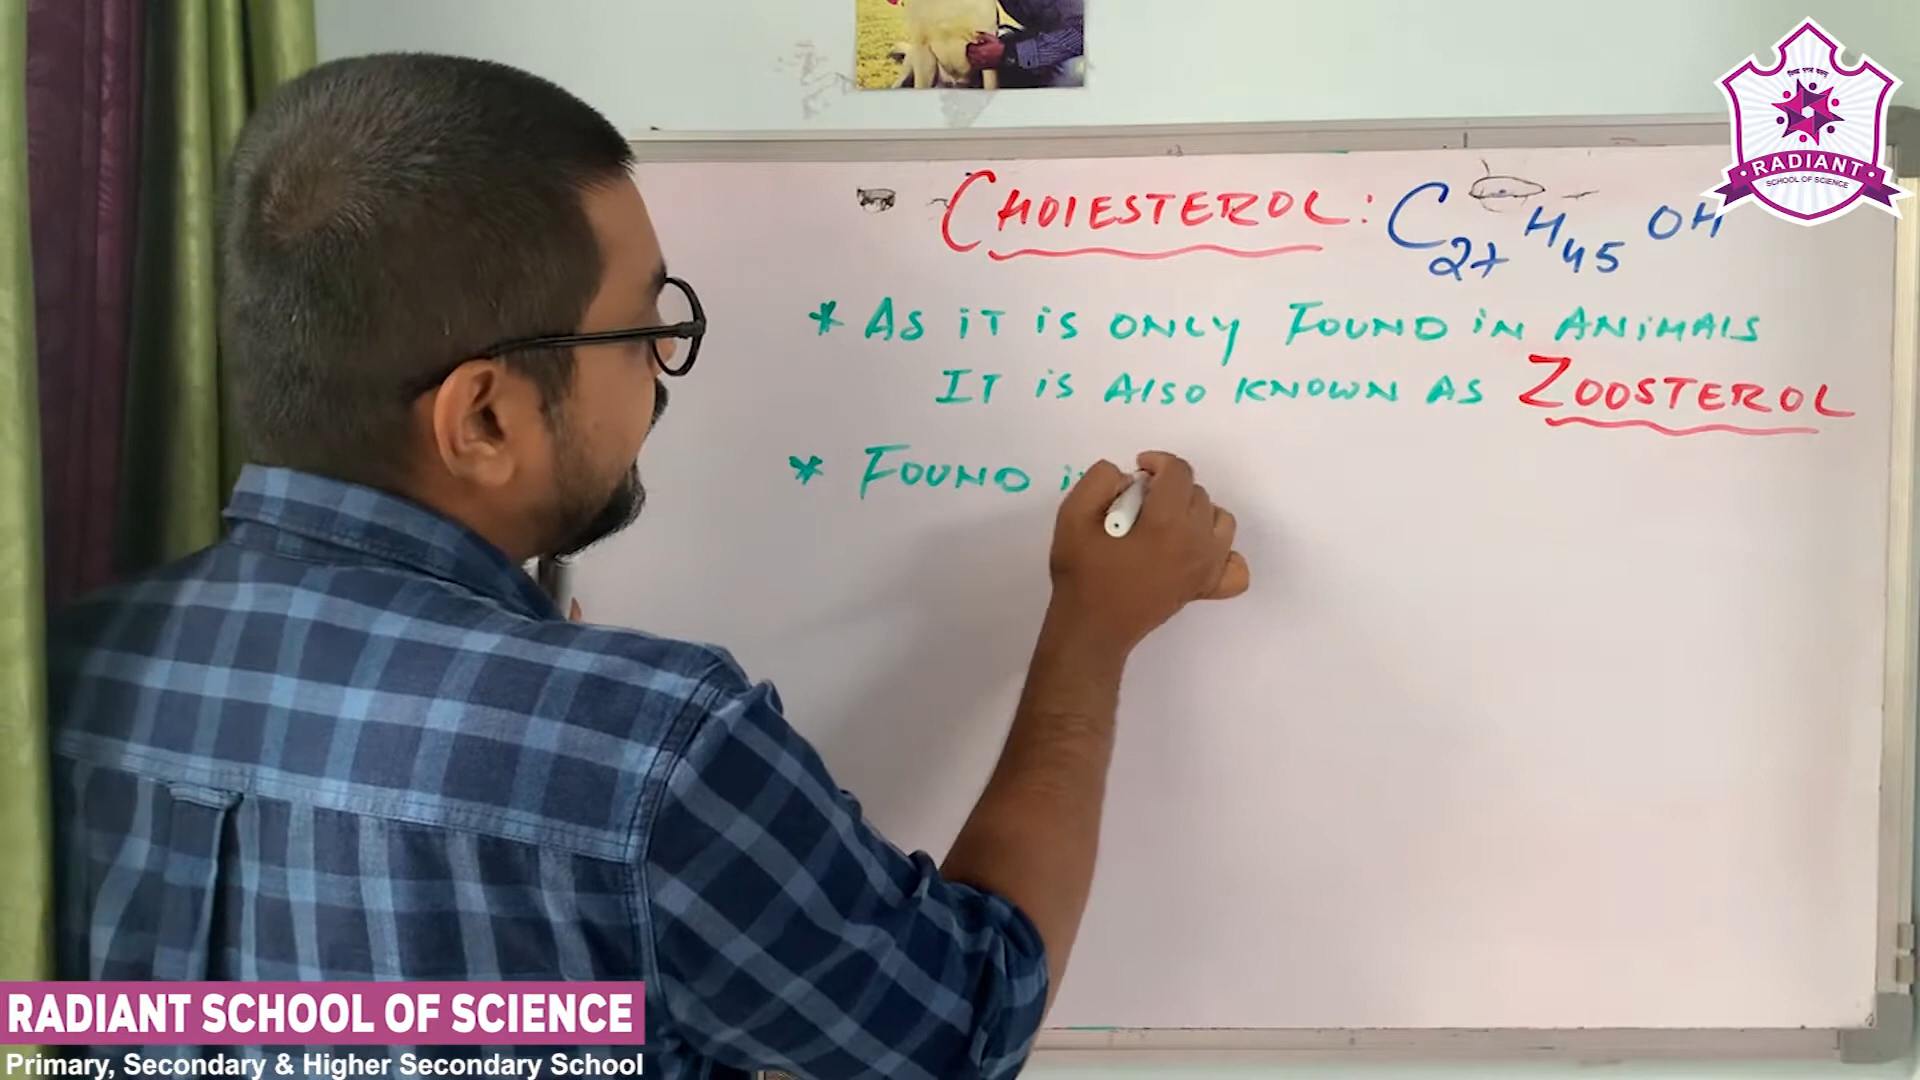 CHOLESTEROL: C27H45OH
* AS IT IS ONLY FOUND IN ANIMALS
IT IS ALSO KNOWN AS ZOOSTEROL
* FOUND
RADIANT
SCHOOL OF SCIENCE
RADIANT SCHOOL OF SCIENCE
Primary, Secondary & Higher Secondary School